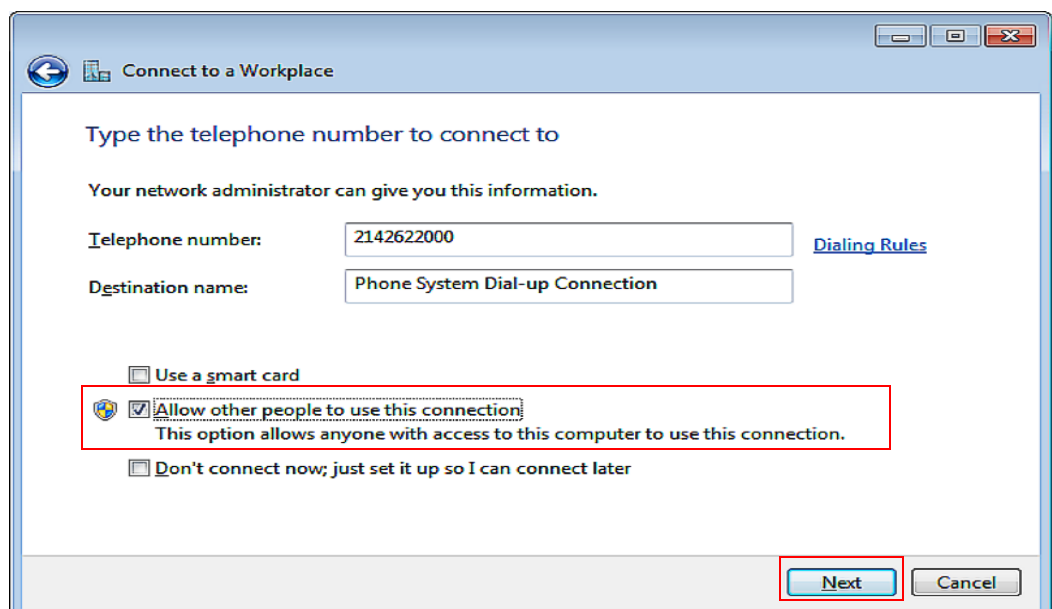 Connect to a Workplace
Type the telephone number to connect to
Your network administrator can give you this information.
Telephone number: 2142622000 Dialing Rules
Destination name: Phone System Dial-up Connection
Use a smart card
Allow other people to use this connection
This option allows anyone with access to this computer to use this connection.
Don't connect now; just set it up so I can connect later
Next Cancel